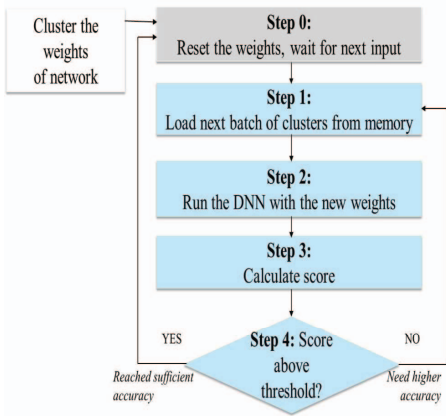 Cluster the
weights
of network
Step 0:
Reset the weights, wait for next input
Step 1:
Load next batch of clusters from memory
Step 2:
Run the DNN with the new weights
Step 3:
Calculate score
YES
Step 4: Score
above
threshold?
NO
Reached sufficient
accuracy
Need higher
accuracy